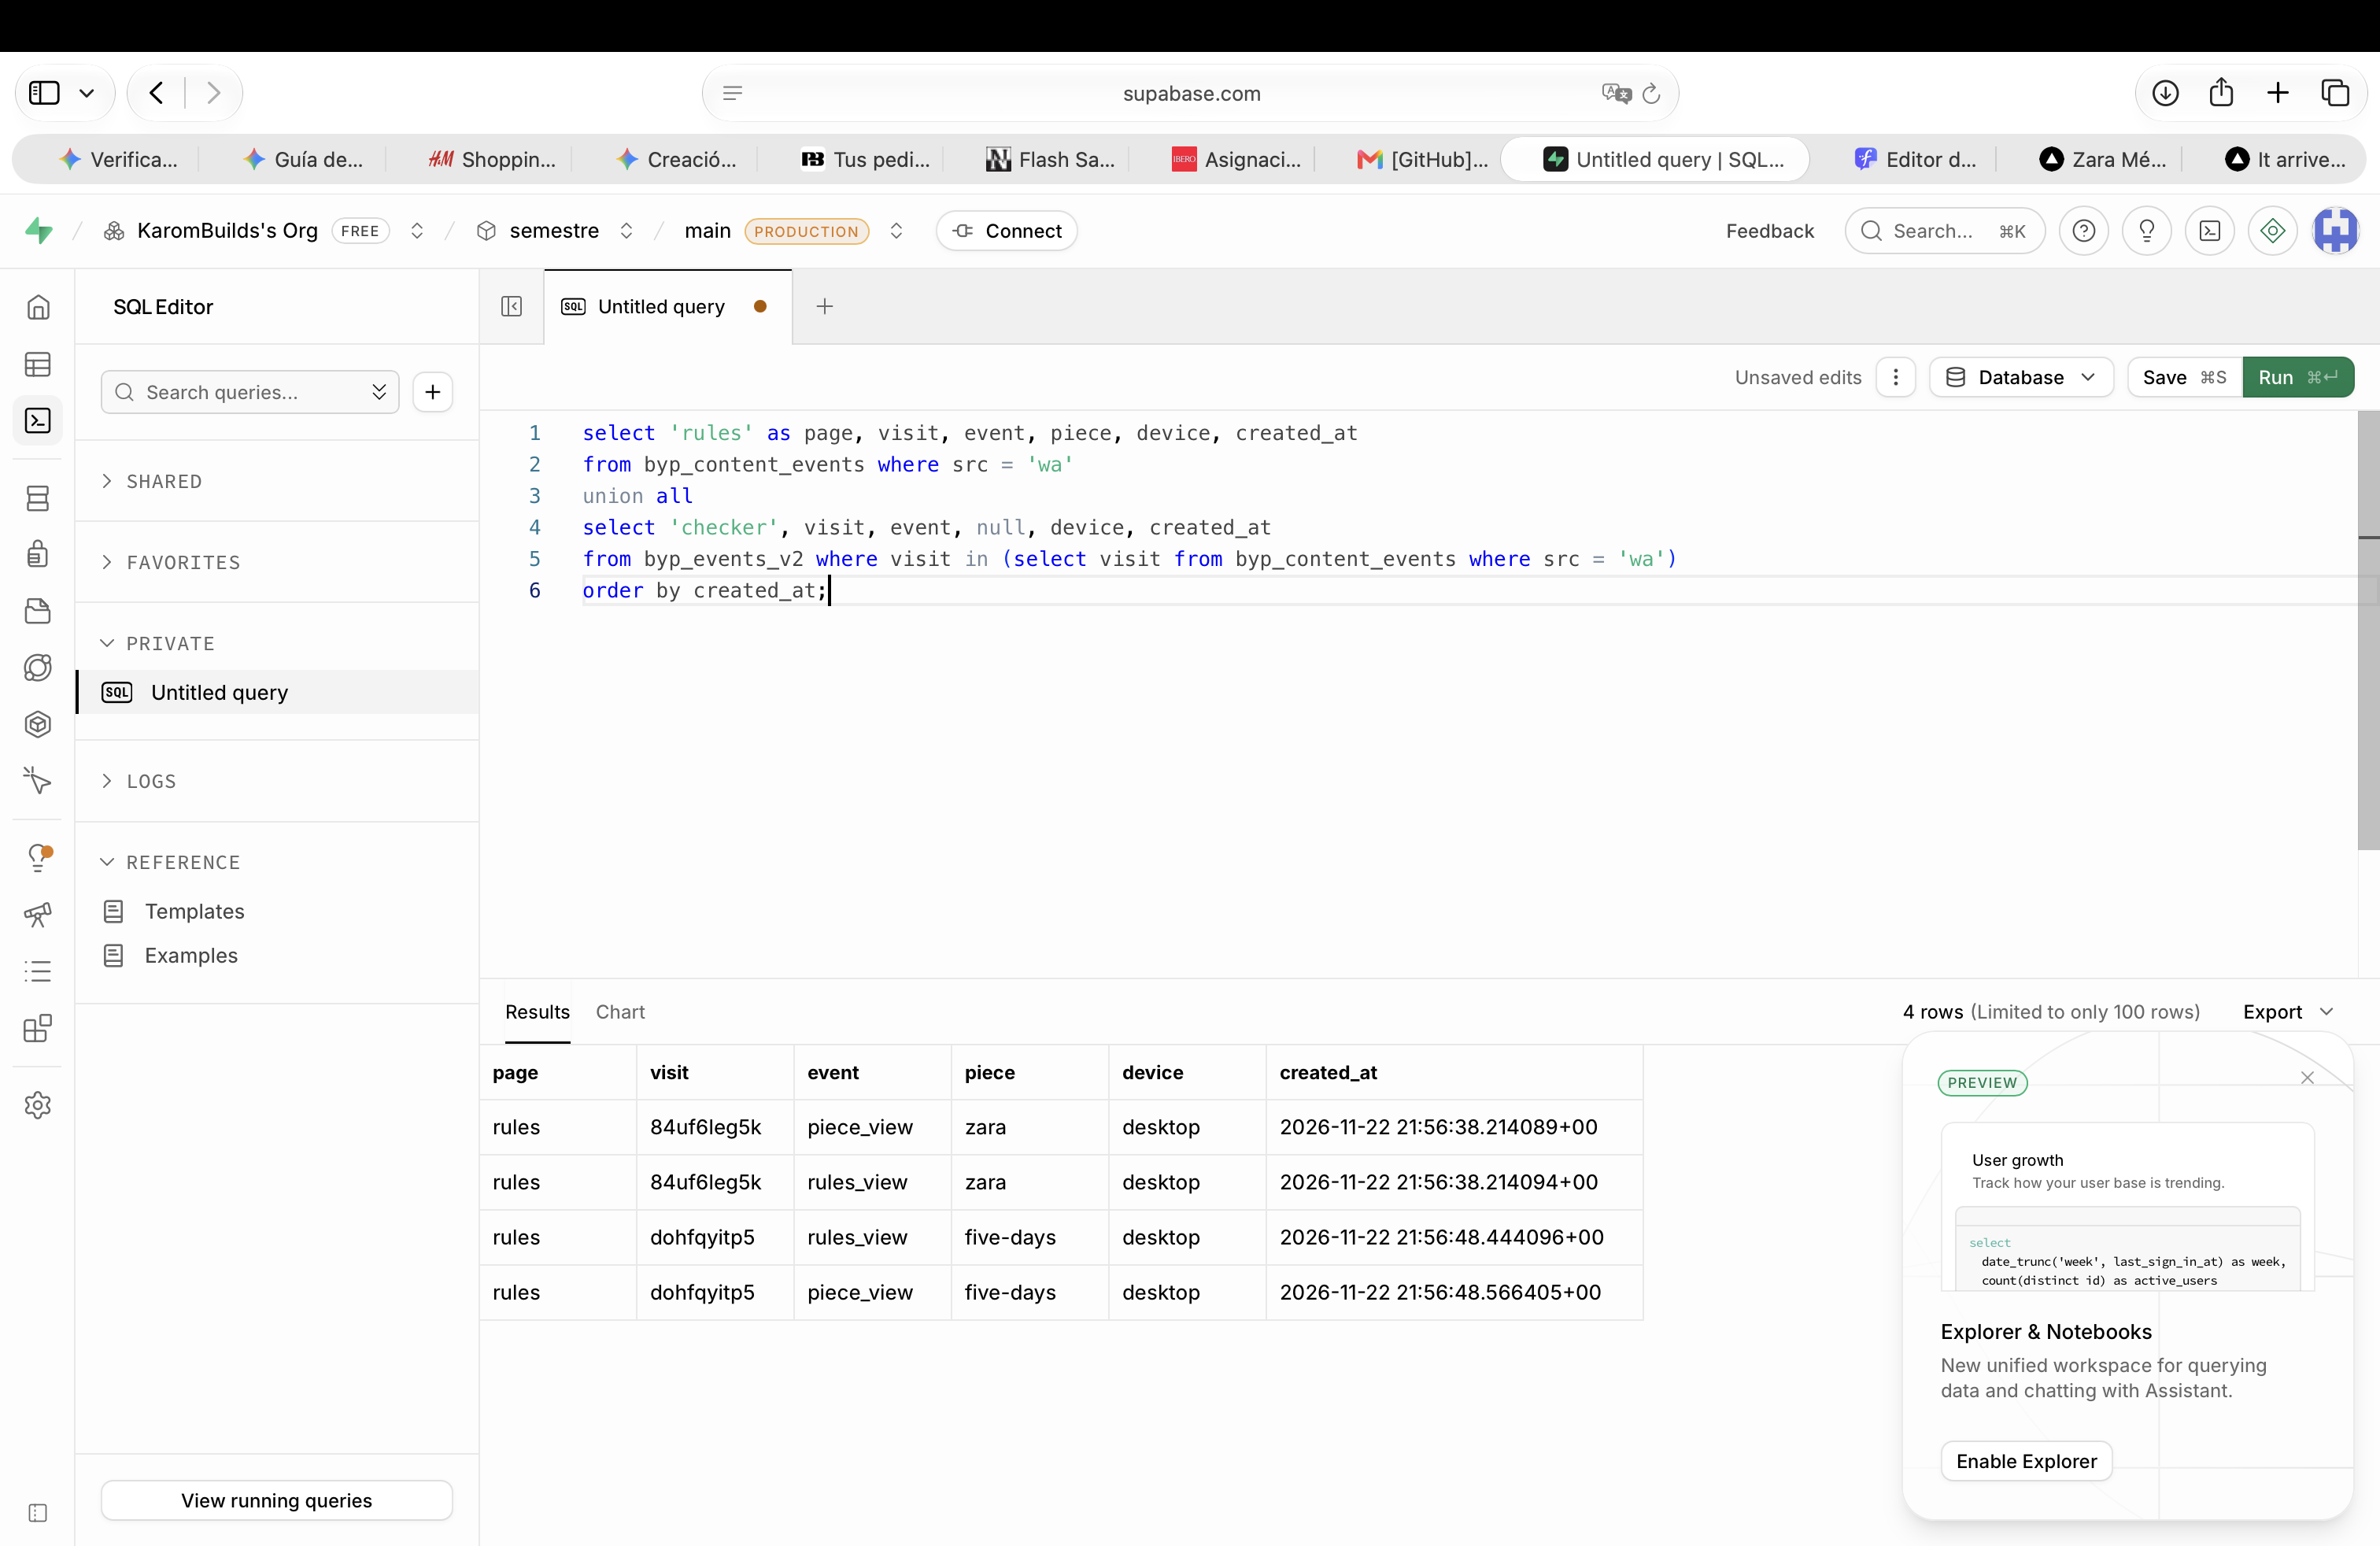 supabase.com
Verifica...
Guía de...
H&M Shoppin...
Creació...
Tus pedi...
Flash Sa...
IBERO Asignaci...
[GitHub]...
Untitled query | SQL...
Editor d...
Zara Mé...
It arrive...
/ KaromBuilds's Org FREE / semestre / main PRODUCTION Connect
Feedback Search... ⌘K
SQL Editor
SQL Untitled query
Search queries...
Unsaved edits Database Save ⌘S Run ⌘↵
SHARED
FAVORITES
PRIVATE
SQL Untitled query
LOGS
REFERENCE
Templates
Examples
View running queries
1 select 'rules' as page, visit, event, piece, device, created_at
2 from byp_content_events where src = 'wa'
3 union all
4 select 'checker', visit, event, null, device, created_at
5 from byp_events_v2 where visit in (select visit from byp_content_events where src = 'wa')
6 order by created_at;
Results Chart 4 rows (Limited to only 100 rows) Export
page visit event piece device created_at
rules 84uf6leg5k piece_view zara desktop 2026-11-22 21:56:38.214089+00
rules 84uf6leg5k rules_view zara desktop 2026-11-22 21:56:38.214094+00
rules dohfqyitp5 rules_view five-days desktop 2026-11-22 21:56:48.444096+00
rules dohfqyitp5 piece_view five-days desktop 2026-11-22 21:56:48.566405+00
PREVIEW
User growth
Track how your user base is trending.
select
date_trunc('week', last_sign_in_at) as week,
count(distinct id) as active_users
Explorer & Notebooks
New unified workspace for querying
data and chatting with Assistant.
Enable Explorer